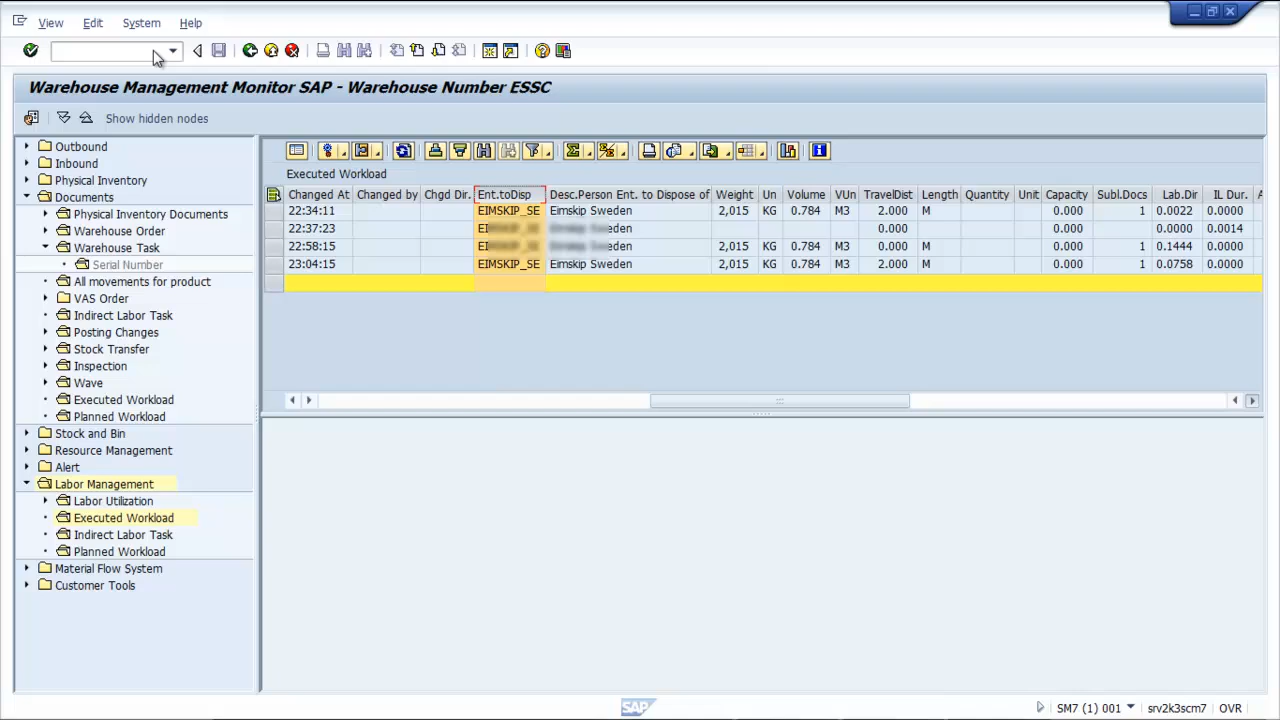 View Edit System Help
Warehouse Management Monitor SAP - Warehouse Number ESSC
Show hidden nodes
Outbound
Inbound
Physical Inventory
Documents
Physical Inventory Documents
Warehouse Order
Warehouse Task
Serial Number
All movements for product
VAS Order
Indirect Labor Task
Posting Changes
Stock Transfer
Inspection
Wave
Executed Workload
Planned Workload
Stock and Bin
Resource Management
Alert
Labor Management
Labor Utilization
Executed Workload
Indirect Labor Task
Planned Workload
Material Flow System
Customer Tools
Executed Workload
Changed At Changed by Chgd Dir. Ent.toDisp Desc.Person Ent. to Dispose of Weight Un Volume VUn TravelDist Length Quantity Unit Capacity Subl.Docs Lab.Dir IL Dur. A
22:34:11 EIMSKIP_SE Eimskip Sweden 2,015 KG 0.784 M3 2.000 M 0.000 1 0.0022 0.0000
22:37:23 EI eden 0.000 0.000 0.0014
22:58:15 EI eden 2,015 KG 0.784 M3 2.000 M 0.000 1 0.1444 0.0000
23:04:15 EIMSKIP_SE Eimskip Sweden 2,015 KG 0.784 M3 2.000 M 0.000 1 0.0758 0.0000
SAP
SM7 (1) 001 srv2k3scm7 OVR